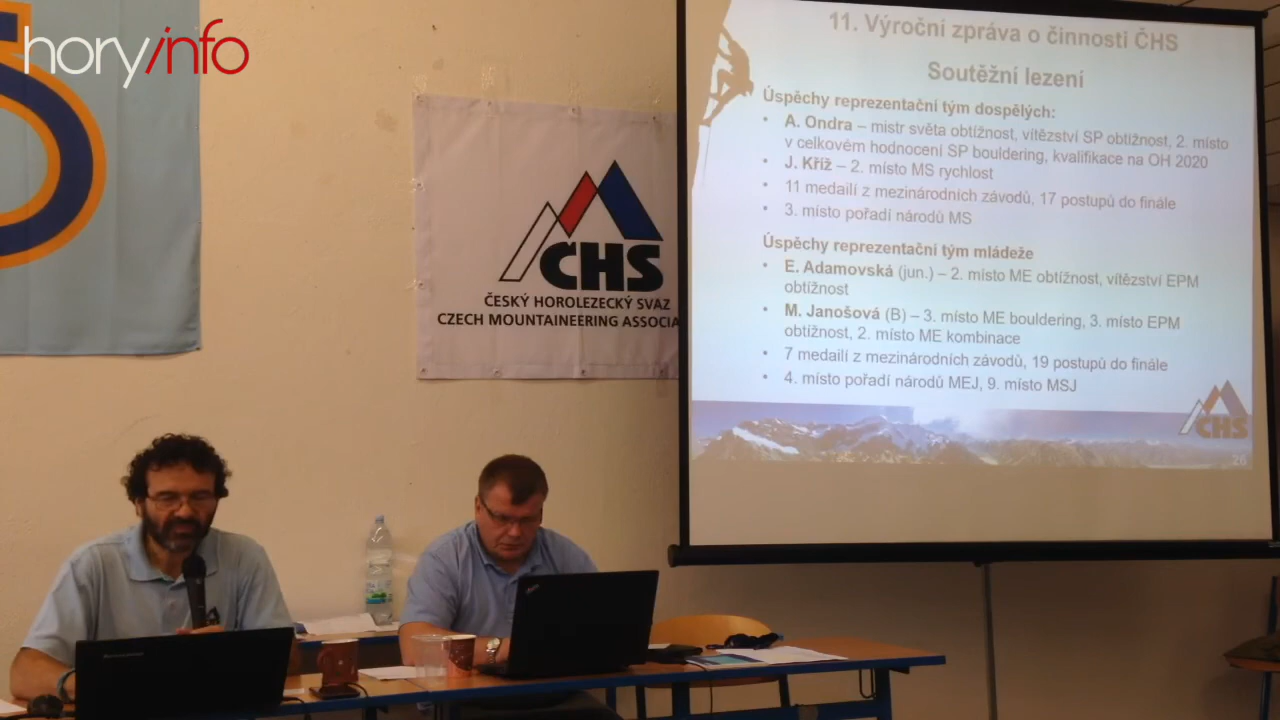 hory/info
ČHS
ČESKÝ HOROLEZECKÝ SVAZ
CZECH MOUNTAINEERING ASSOCIA
11. Výroční zpráva o činnosti ČHS
Soutěžní lezení
Úspěchy reprezentační tým dospělých:
• A. Ondra – mistr světa obtížnost, vítězství SP obtížnost, 2. místo
v celkovém hodnocení SP bouldering, kvalifikace na OH 2020
• J. Kříž – 2. místo MS rychlost
• 11 medailí z mezinárodních závodů, 17 postupů do finále
• 3. místo pořadí národů MS
Úspěchy reprezentační tým mládeže
• E. Adamovská (jun.) – 2. místo ME obtížnost, vítězství EPM
obtížnost
• M. Janošová (B) – 3. místo ME bouldering, 3. místo EPM
obtížnost, 2. místo ME kombinace
• 7 medailí z mezinárodních závodů, 19 postupů do finále
• 4. místo pořadí národů MEJ, 9. místo MSJ
ČHS
26